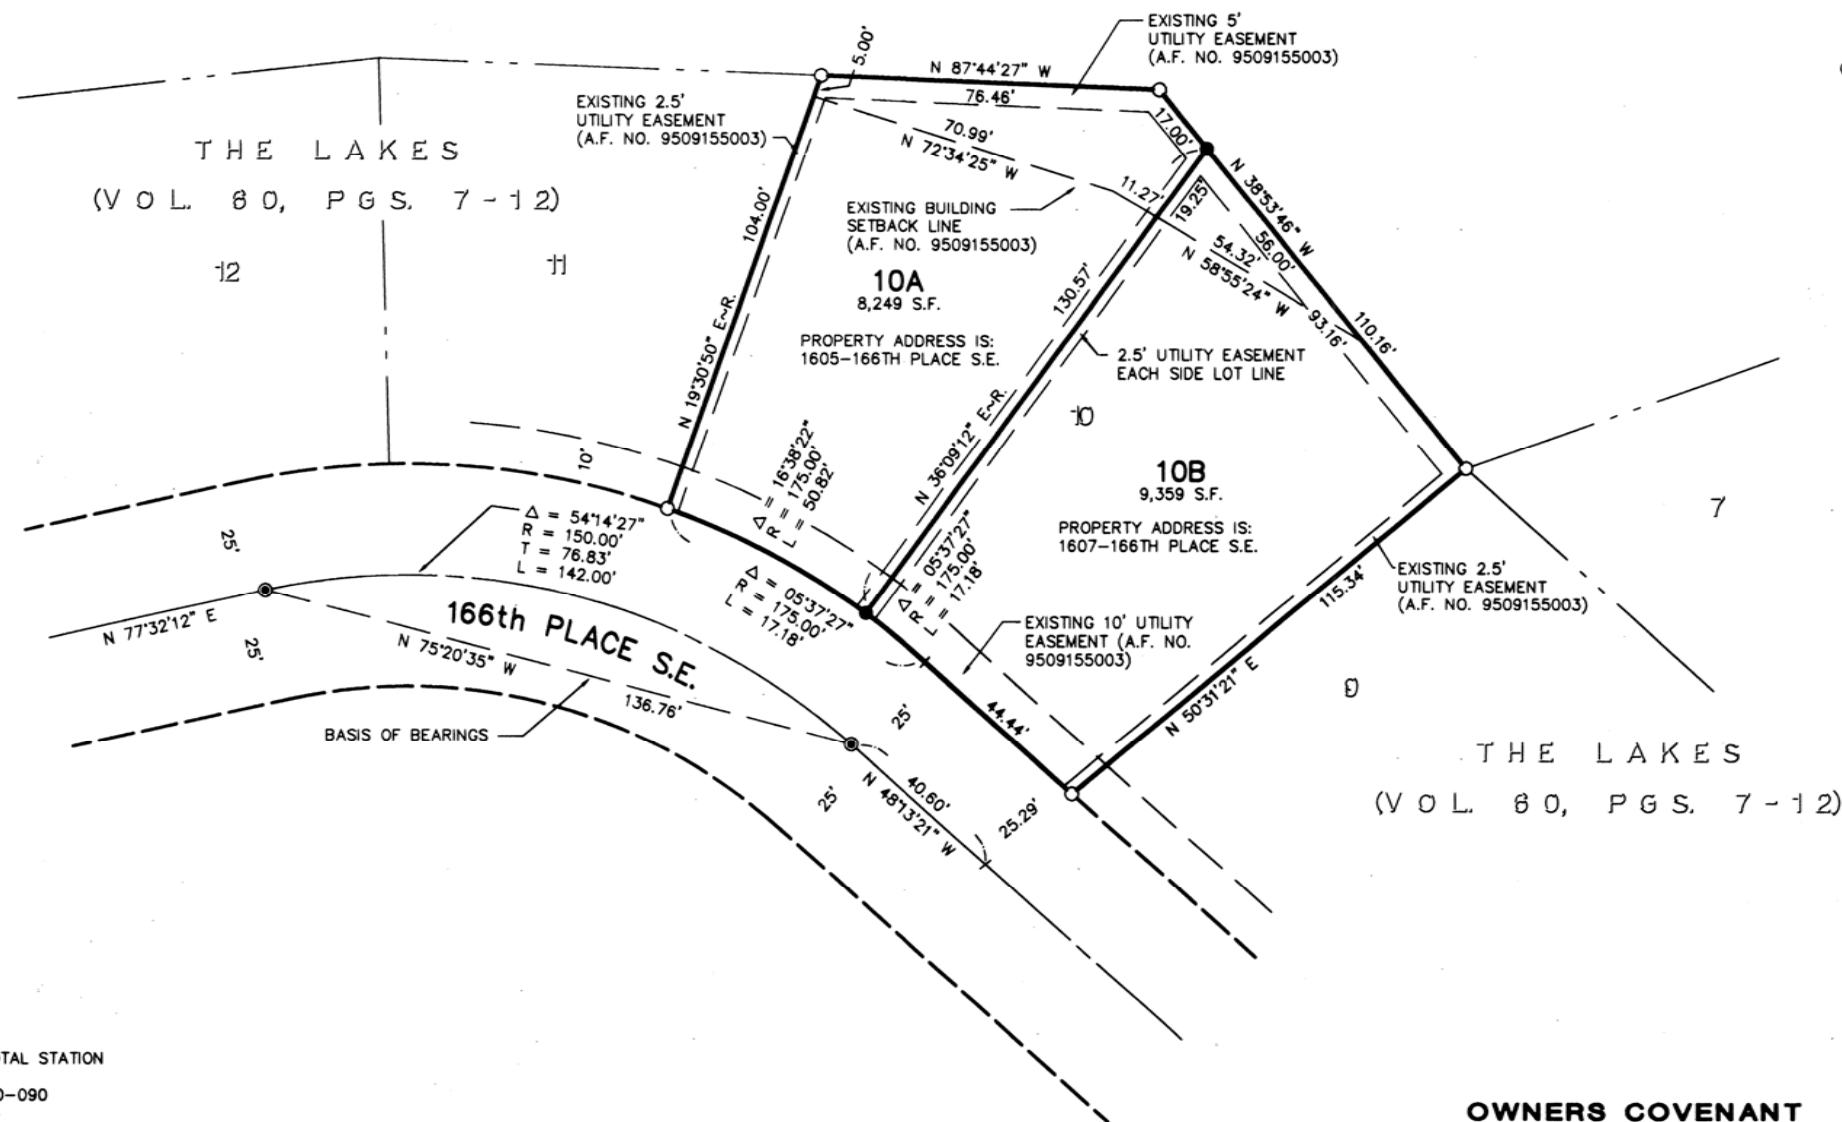 EXISTING 5'
UTILITY EASEMENT
(A.F. NO. 9509155003)
5.00'
N 87°44'27" W
76.46'
EXISTING 2.5'
UTILITY EASEMENT
(A.F. NO. 9509155003)
17.00'
70.99'
N 72°34'25" W
THE LAKES
(VOL. 60, PGS. 7-12)
12
11
104.00'
N 19°30'50" E~R.
11.27'
19.25'
N 38°53'46" W
56.00'
54.32'
N 58°55'24" W
93.16'
110.16'
EXISTING BUILDING
SETBACK LINE
(A.F. NO. 9509155003)
10A
8,249 S.F.
130.57'
PROPERTY ADDRESS IS:
1605-166TH PLACE S.E.
2.5' UTILITY EASEMENT
EACH SIDE LOT LINE
10
N 36°09'12" E~R.
10B
9,359 S.F.
PROPERTY ADDRESS IS:
1607-166TH PLACE S.E.
7
10'
Δ = 16°38'22"
R = 175.00'
L = 50.82'
Δ = 54°14'27"
R = 150.00'
T = 76.83'
L = 142.00'
25'
Δ = 05°37'27"
R = 175.00'
L = 17.18'
Δ = 05°37'27"
R = 175.00'
L = 17.18'
EXISTING 2.5'
UTILITY EASEMENT
(A.F. NO. 9509155003)
115.34'
N 50°31'21" E
EXISTING 10' UTILITY
EASEMENT (A.F. NO.
9509155003)
N 77°32'12" E
25'
166th PLACE S.E.
N 75°20'35" W
136.76'
BASIS OF BEARINGS
9
44.44'
25'
25'
40.60'
N 48°13'21" W
25.29'
THE LAKES
(VOL. 60, PGS. 7-12)
TAL STATION
0-090
OWNERS COVENANT